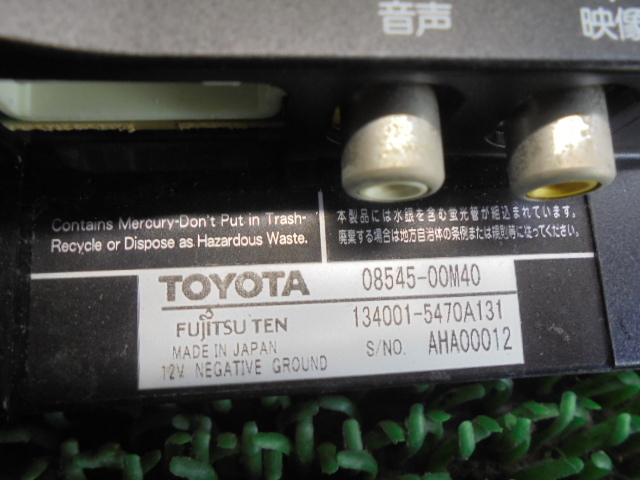 音声
映像
Contains Mercury-Don't Put in Trash-
Recycle or Dispose as Hazardous Waste.
本製品には水銀を含む蛍光管が組込まれています。
廃棄する場合は地方自治体の条例または規則等に従ってください。
TOYOTA 08545-00M40
FUJITSU TEN 134001-5470A131
MADE IN JAPAN S/NO. AHA00012
12V NEGATIVE GROUND